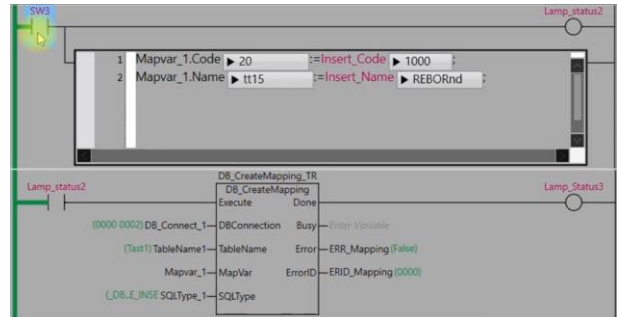 SW3 Lamp_status2
1 Mapvar_1.Code ▶ 20 :=Insert_Code ▶ 1000 ;
2 Mapvar_1.Name ▶ tt15 :=Insert_Name ▶ REBORnd ;
DB_CreateMapping_TR
Lamp_status2 DB_CreateMapping Lamp_Status3
Execute Done
(0000 0002) DB_Connect_1 DBConnection Busy Enter Variable
(Tast1) TableName1 TableName Error ERR_Mapping (False)
Mapvar_1 MapVar ErrorID ERID_Mapping (0000)
(_DB..E_INSE SQLType_1 SQLType